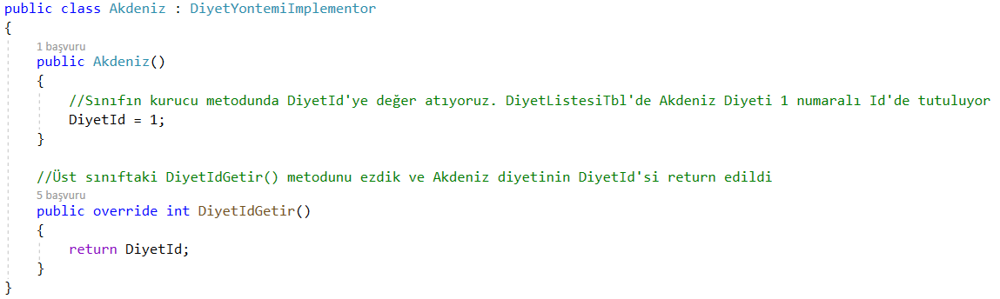 public class Akdeniz : DiyetYontemiImplementor
{
1 başvuru
public Akdeniz()
{
//Sınıfın kurucu metodunda DiyetId'ye değer atıyoruz. DiyetListesiTbl'de Akdeniz Diyeti 1 numaralı Id'de tutuluyor
DiyetId = 1;
}
//Üst sınıftaki DiyetIdGetir() metodunu ezdik ve Akdeniz diyetinin DiyetId'si return edildi
5 başvuru
public override int DiyetIdGetir()
{
return DiyetId;
}
}